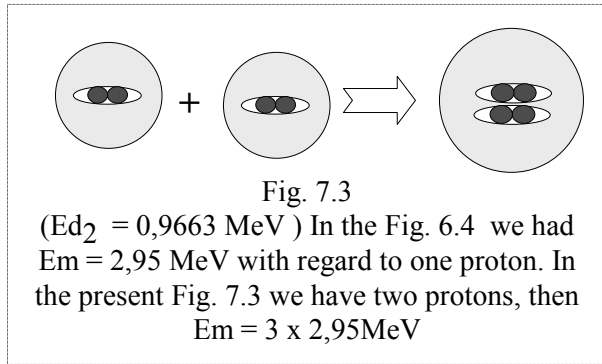 +
Fig. 7.3
(Ed2 = 0,9663 MeV ) In the Fig. 6.4 we had
Em = 2,95 MeV with regard to one proton. In
the present Fig. 7.3 we have two protons, then
Em = 3 x 2,95MeV